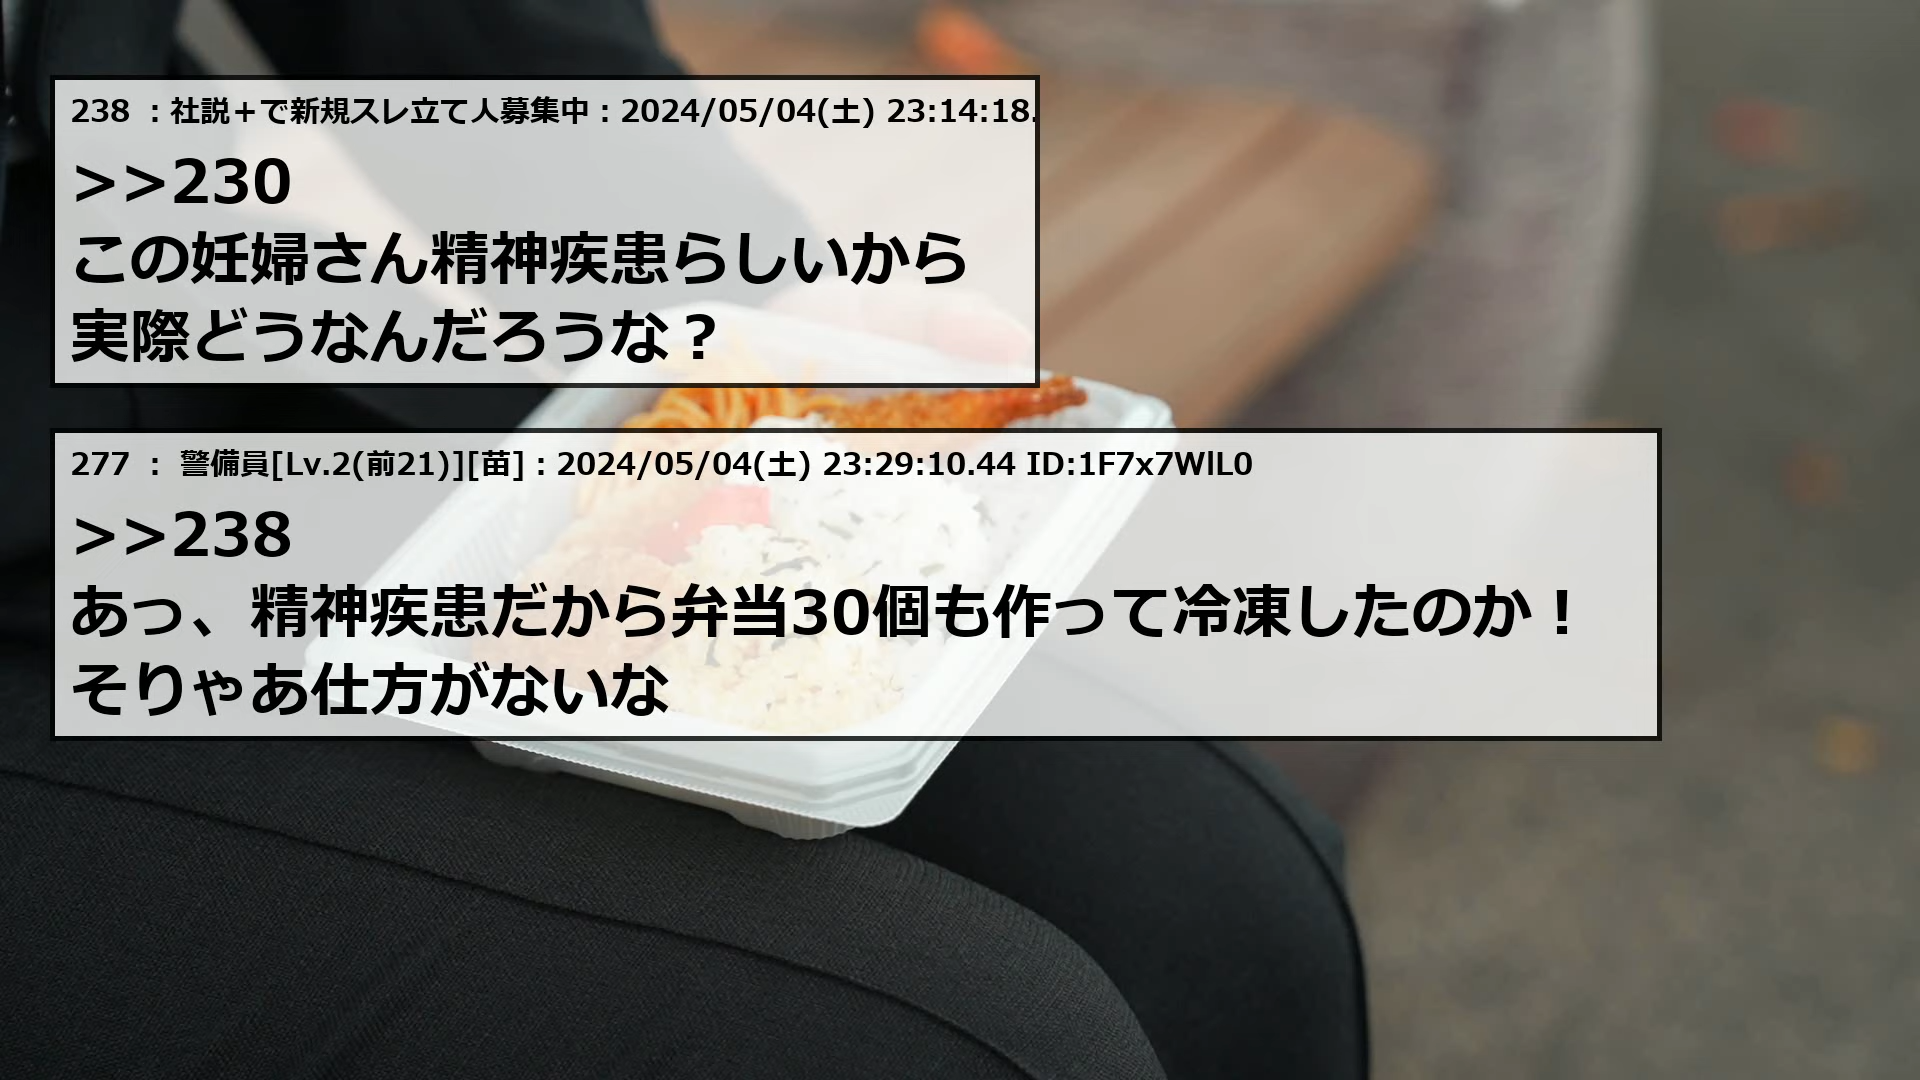 238 ：社説＋で新規スレ立て人募集中：2024/05/04(土) 23:14:18.
>>230
この妊婦さん精神疾患らしいから
実際どうなんだろうな？
277 ： 警備員[Lv.2(前21)][苗]：2024/05/04(土) 23:29:10.44 ID:1F7x7WlL0
>>238
あっ、精神疾患だから弁当30個も作って冷凍したのか！
そりゃあ仕方がないな